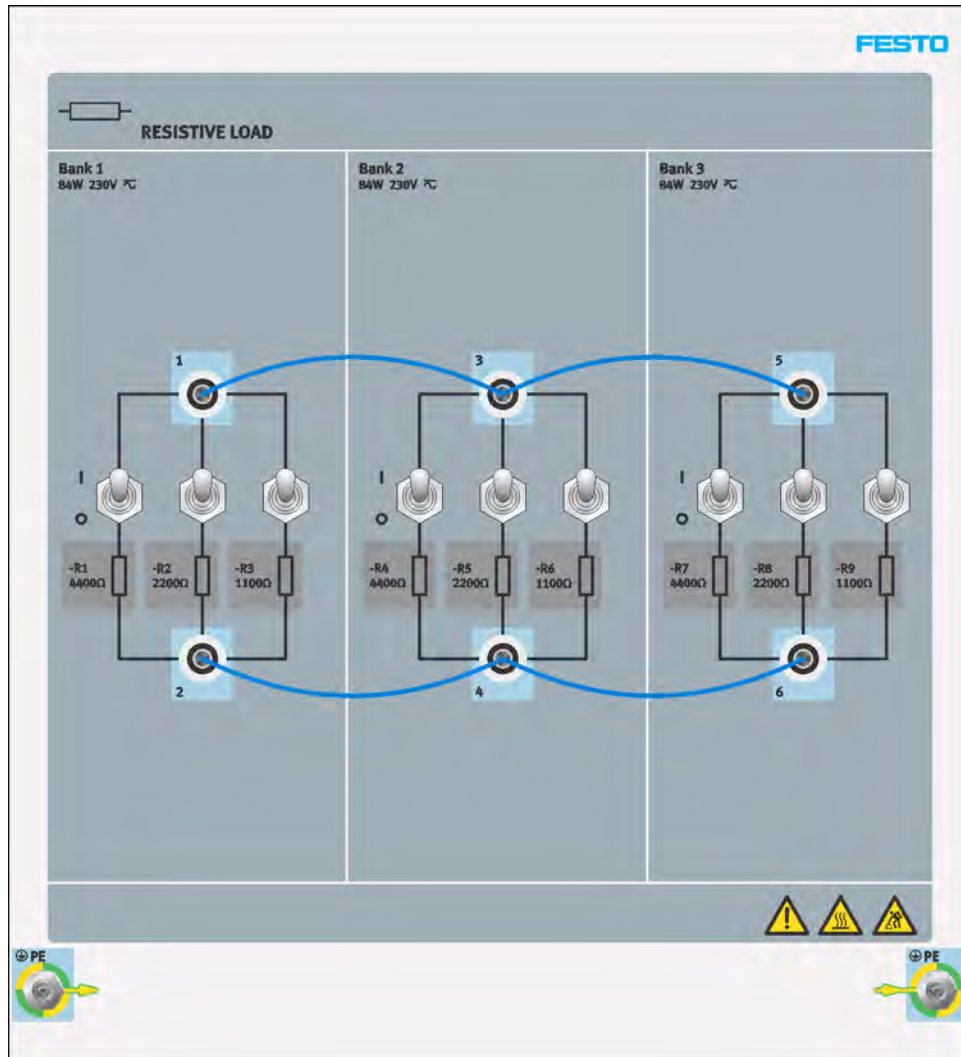 FESTO
RESISTIVE LOAD
Bank 1
84W 230V
Bank 2
84W 230V
Bank 3
84W 230V
1
3
5
I
I
I
O
O
O
-R1
4400Ω
-R2
2200Ω
-R3
1100Ω
-R4
4400Ω
-R5
2200Ω
-R6
1100Ω
-R7
4400Ω
-R8
2200Ω
-R9
1100Ω
2
4
6
PE
PE